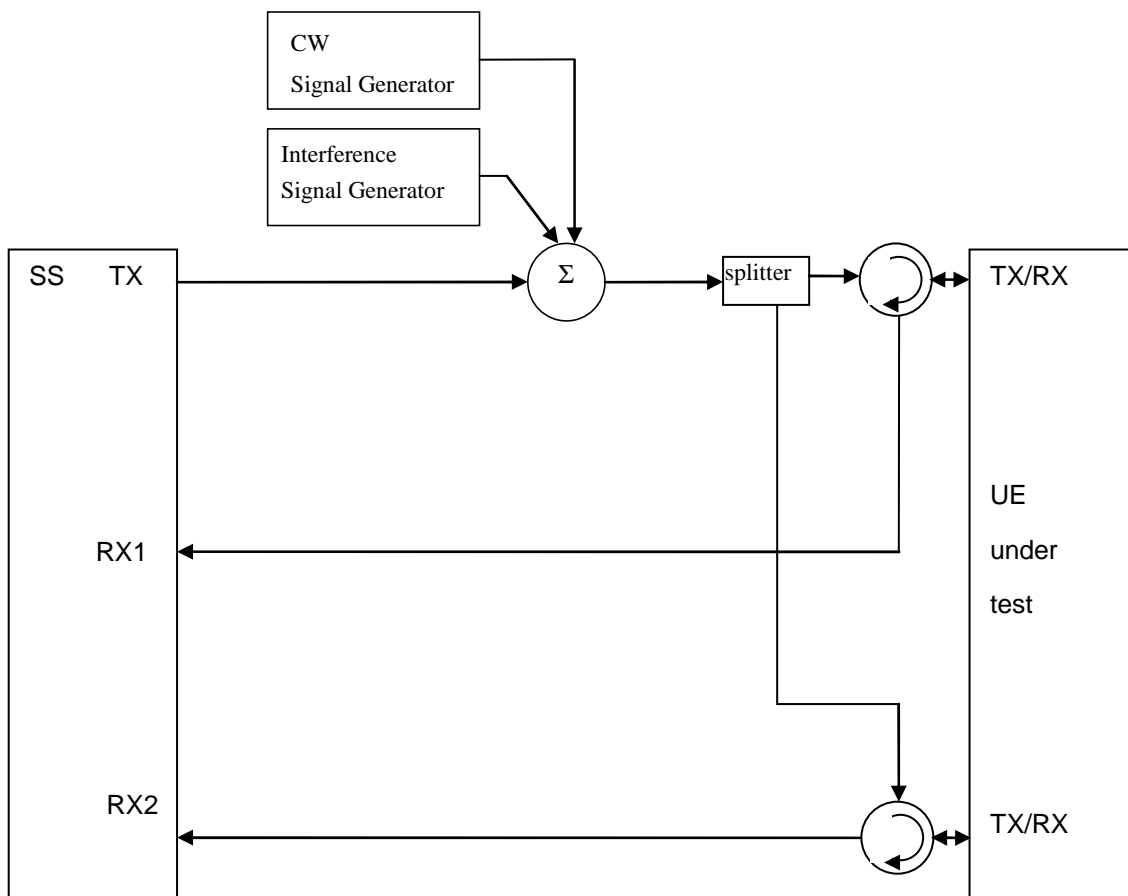 CW
Signal Generator
Interference
Signal Generator
SS TX
Σ
splitter
TX/RX
RX1
UE
under
test
RX2
TX/RX